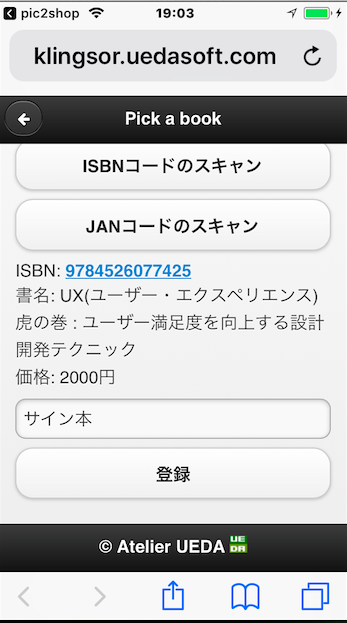 pic2shop 19:03
klingsor.uedasoft.com
Pick a book
ISBNコードのスキャン
JANコードのスキャン
ISBN: 9784526077425
書名: UX(ユーザー・エクスペリエンス)
虎の巻 : ユーザー満足度を向上する設計
開発テクニック
価格: 2000円
サイン本
登録
© Atelier UEDA UE
DA